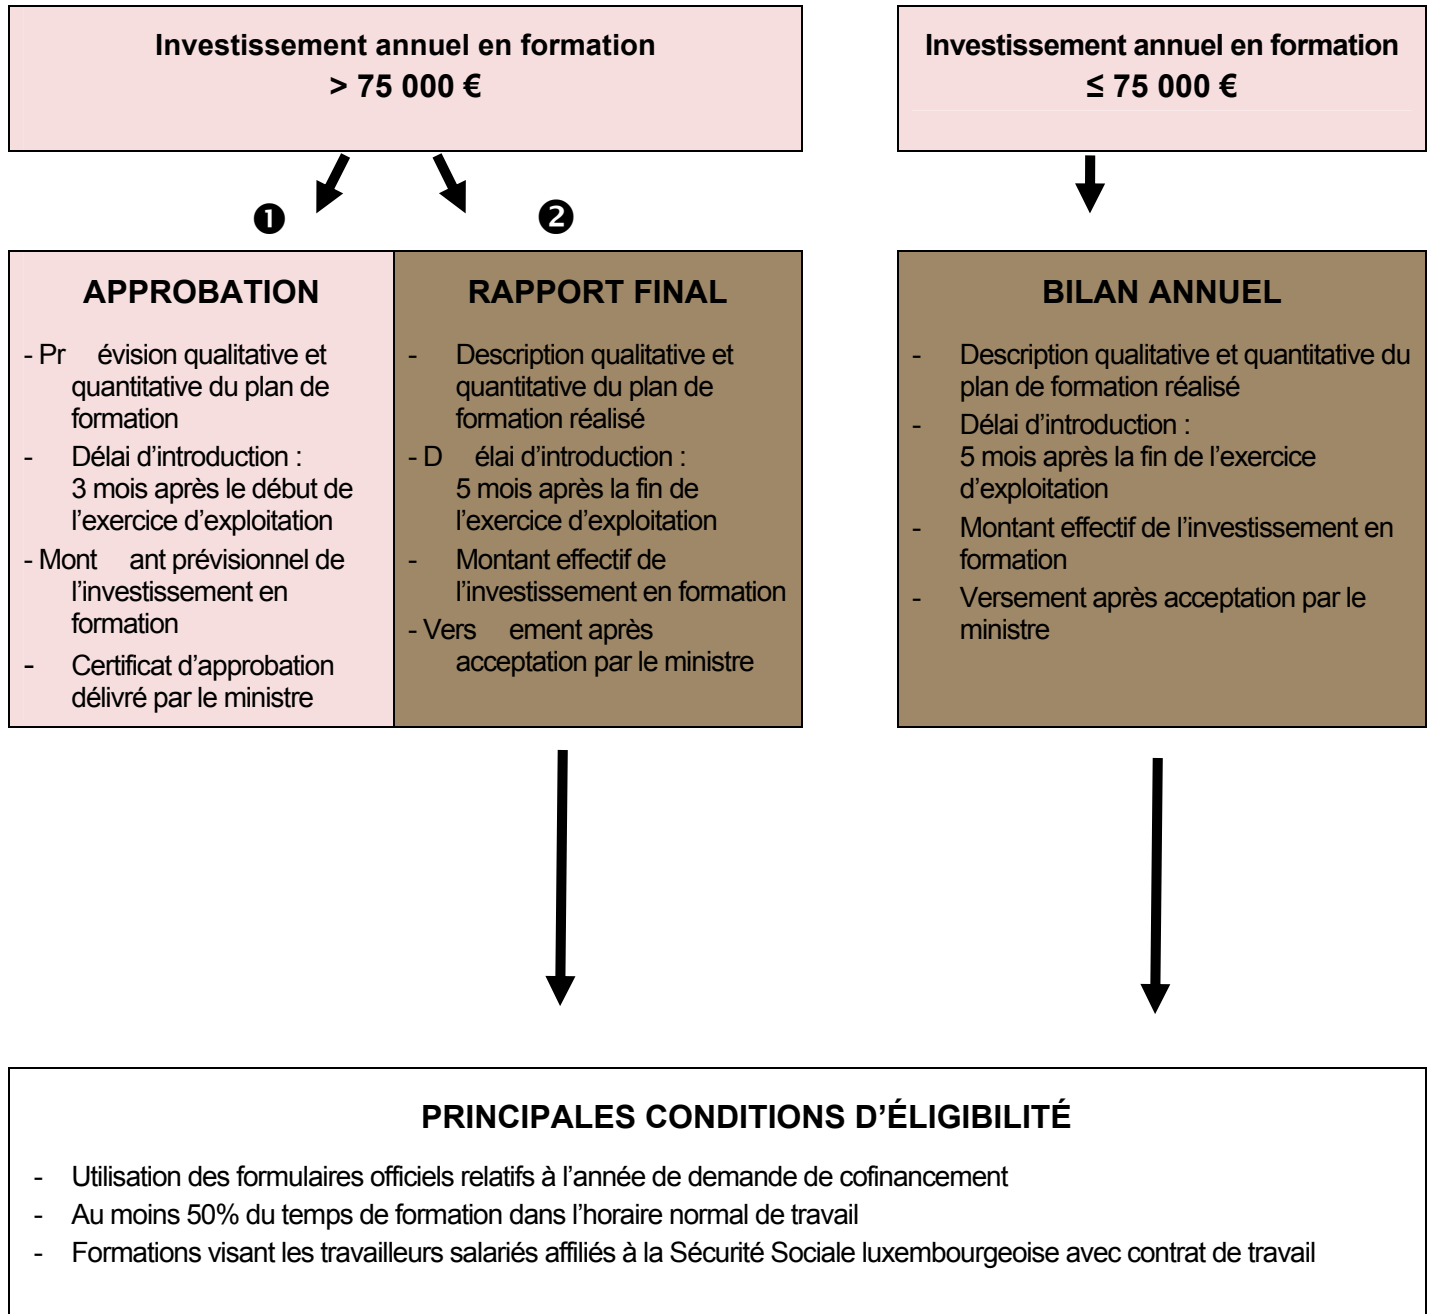 Investissement annuel en formation
> 75 000 €
Investissement annuel en formation
≤ 75 000 €
❶
❷
APPROBATION
- Pr évision qualitative et
quantitative du plan de
formation
- Délai d’introduction :
3 mois après le début de
l’exercice d’exploitation
- Mont ant prévisionnel de
l’investissement en
formation
- Certificat d’approbation
délivré par le ministre
RAPPORT FINAL
- Description qualitative et
quantitative du plan de
formation réalisé
- D élai d’introduction :
5 mois après la fin de
l’exercice d’exploitation
- Montant effectif de
l’investissement en formation
- Vers ement après
acceptation par le ministre
BILAN ANNUEL
- Description qualitative et quantitative du
plan de formation réalisé
- Délai d’introduction :
5 mois après la fin de l’exercice
d’exploitation
- Montant effectif de l’investissement en
formation
- Versement après acceptation par le
ministre
PRINCIPALES CONDITIONS D’ÉLIGIBILITÉ
- Utilisation des formulaires officiels relatifs à l’année de demande de cofinancement
- Au moins 50% du temps de formation dans l’horaire normal de travail
- Formations visant les travailleurs salariés affiliés à la Sécurité Sociale luxembourgeoise avec contrat de travail